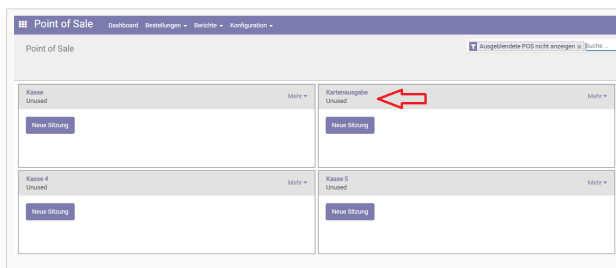 Point of Sale Dashboard Bestellungen Berichte Konfiguration
Point of Sale
Ausgeblendete POS nicht anzeigen x Suche ...
Kasse Mehr
Unused
Neue Sitzung
Kartenausgabe Mehr
Unused
Neue Sitzung
Kasse 4 Mehr
Unused
Neue Sitzung
Kasse 5 Mehr
Unused
Neue Sitzung